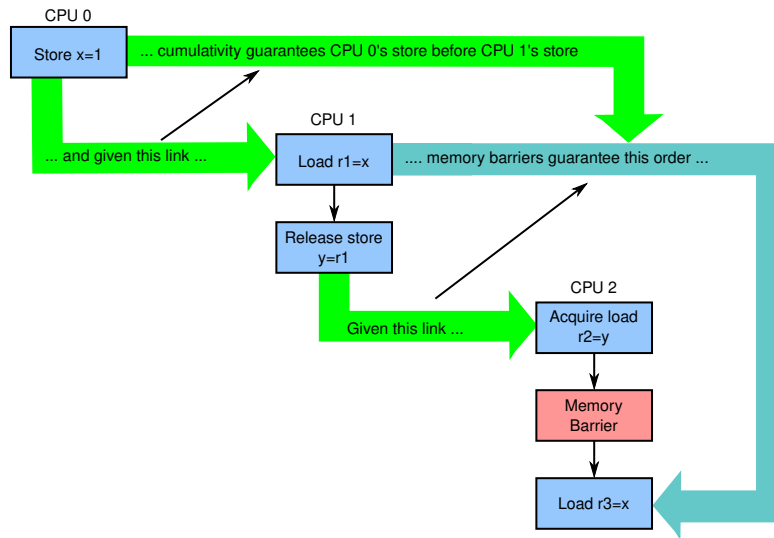 CPU 0
Store x=1
... cumulativity guarantees CPU 0's store before CPU 1's store
CPU 1
... and given this link ...
Load r1=x
.... memory barriers guarantee this order ...
Release store
y=r1
CPU 2
Given this link ...
Acquire load
r2=y
Memory
Barrier
Load r3=x